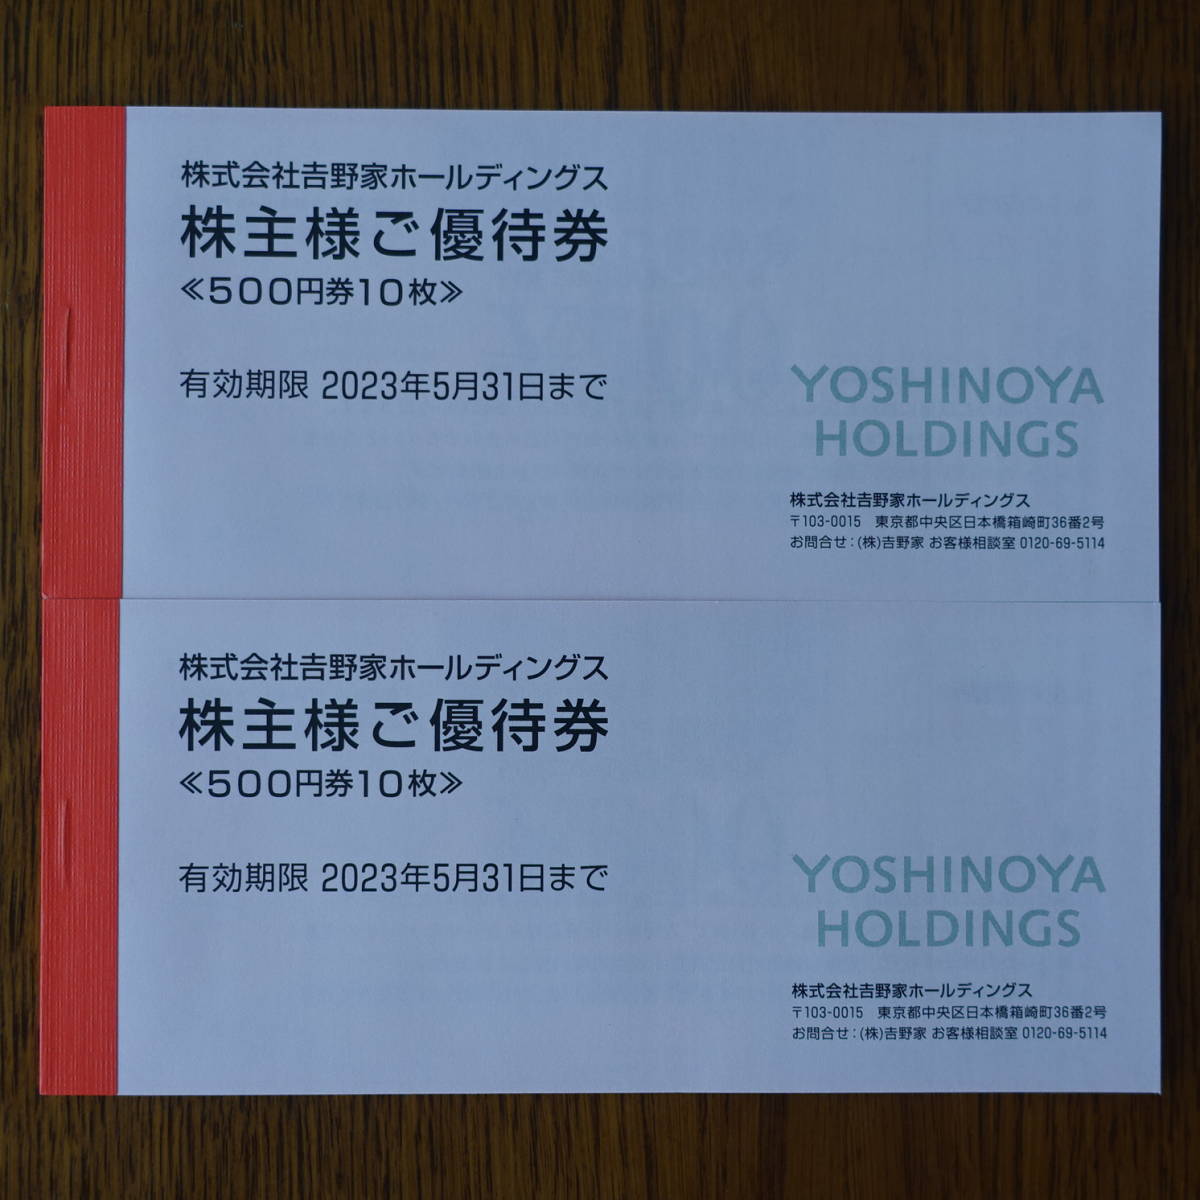 株式会社𠮷野家ホールディングス
株主様ご優待券
≪500円券10枚≫
有効期限 2023年5月31日まで
YOSHINOYA
HOLDINGS
株式会社𠮷野家ホールディングス
〒103-0015 東京都中央区日本橋箱崎町36番2号
お問合せ:(株)𠮷野家 お客様相談室 0120-69-5114
株式会社𠮷野家ホールディングス
株主様ご優待券
≪500円券10枚≫
有効期限 2023年5月31日まで
YOSHINOYA
HOLDINGS
株式会社𠮷野家ホールディングス
〒103-0015 東京都中央区日本橋箱崎町36番2号
お問合せ:(株)𠮷野家 お客様相談室 0120-69-5114